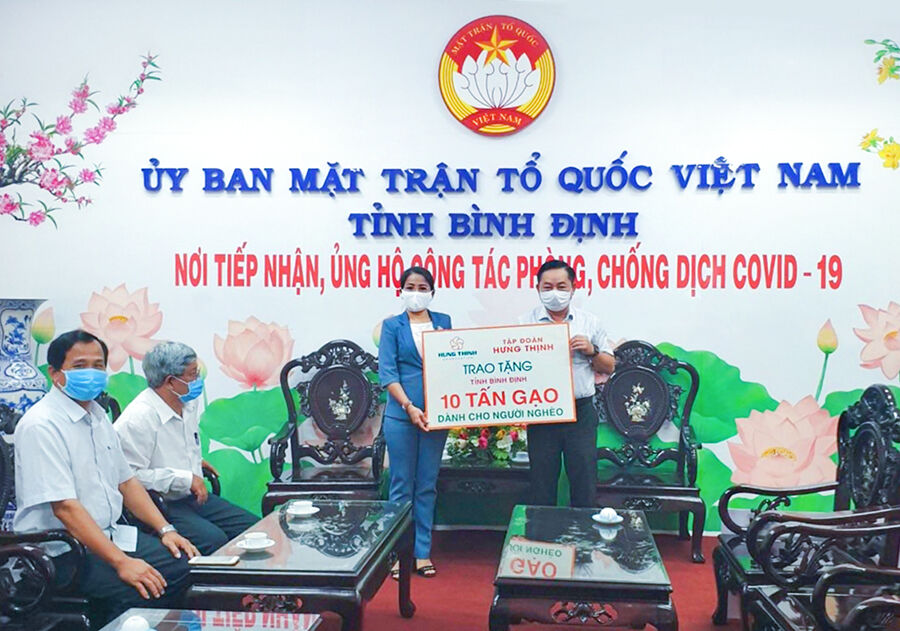 MẶT TRẬN TỔ QUỐC
VIỆT NAM
ỦY BAN MẶT TRẬN TỔ QUỐC VIỆT NAM
TỈNH BÌNH ĐỊNH
NƠI TIẾP NHẬN, ỦNG HỘ CÔNG TÁC PHÒNG, CHỐNG DỊCH COVID - 19
HUNG THINH
TẬP ĐOÀN
HƯNG THỊNH
TRAO TẶNG
TỈNH BÌNH ĐỊNH
10 TẤN GẠO
DÀNH CHO NGƯỜI NGHÈO